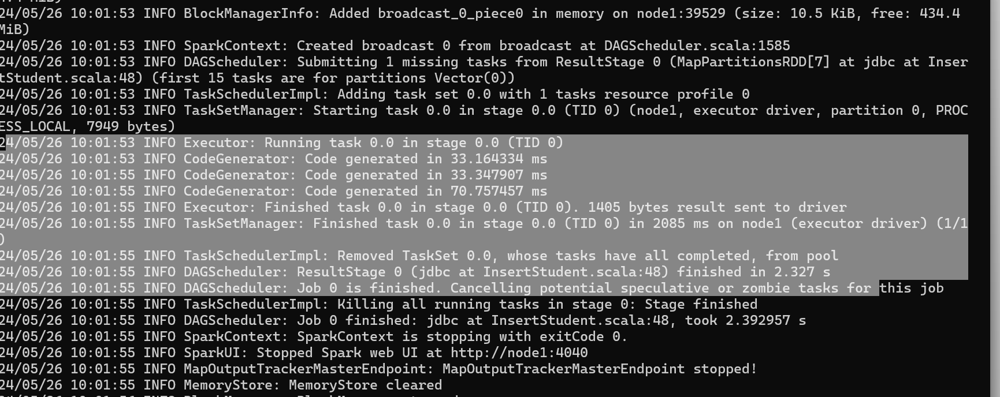 24/05/26 10:01:53 INFO BlockManagerInfo: Added broadcast_0_piece0 in memory on node1:39529 (size: 10.5 KiB, free: 434.4
MiB)
24/05/26 10:01:53 INFO SparkContext: Created broadcast 0 from broadcast at DAGScheduler.scala:1585
24/05/26 10:01:53 INFO DAGScheduler: Submitting 1 missing tasks from ResultStage 0 (MapPartitionsRDD[7] at jdbc at Inser
tStudent.scala:48) (first 15 tasks are for partitions Vector(0))
24/05/26 10:01:53 INFO TaskSchedulerImpl: Adding task set 0.0 with 1 tasks resource profile 0
24/05/26 10:01:53 INFO TaskSetManager: Starting task 0.0 in stage 0.0 (TID 0) (node1, executor driver, partition 0, PROC
ESS_LOCAL, 7949 bytes)
24/05/26 10:01:53 INFO Executor: Running task 0.0 in stage 0.0 (TID 0)
24/05/26 10:01:53 INFO CodeGenerator: Code generated in 33.164334 ms
24/05/26 10:01:55 INFO CodeGenerator: Code generated in 33.347907 ms
24/05/26 10:01:55 INFO CodeGenerator: Code generated in 70.757457 ms
24/05/26 10:01:55 INFO Executor: Finished task 0.0 in stage 0.0 (TID 0). 1405 bytes result sent to driver
24/05/26 10:01:55 INFO TaskSetManager: Finished task 0.0 in stage 0.0 (TID 0) in 2085 ms on node1 (executor driver) (1/1
)
24/05/26 10:01:55 INFO TaskSchedulerImpl: Removed TaskSet 0.0, whose tasks have all completed, from pool
24/05/26 10:01:55 INFO DAGScheduler: ResultStage 0 (jdbc at InsertStudent.scala:48) finished in 2.327 s
24/05/26 10:01:55 INFO DAGScheduler: Job 0 is finished. Cancelling potential speculative or zombie tasks for this job
24/05/26 10:01:55 INFO TaskSchedulerImpl: Killing all running tasks in stage 0: Stage finished
24/05/26 10:01:55 INFO DAGScheduler: Job 0 finished: jdbc at InsertStudent.scala:48, took 2.392957 s
24/05/26 10:01:55 INFO SparkContext: SparkContext is stopping with exitCode 0.
24/05/26 10:01:55 INFO SparkUI: Stopped Spark web UI at http://node1:4040
24/05/26 10:01:55 INFO MapOutputTrackerMasterEndpoint: MapOutputTrackerMasterEndpoint stopped!
24/05/26 10:01:55 INFO MemoryStore: MemoryStore cleared